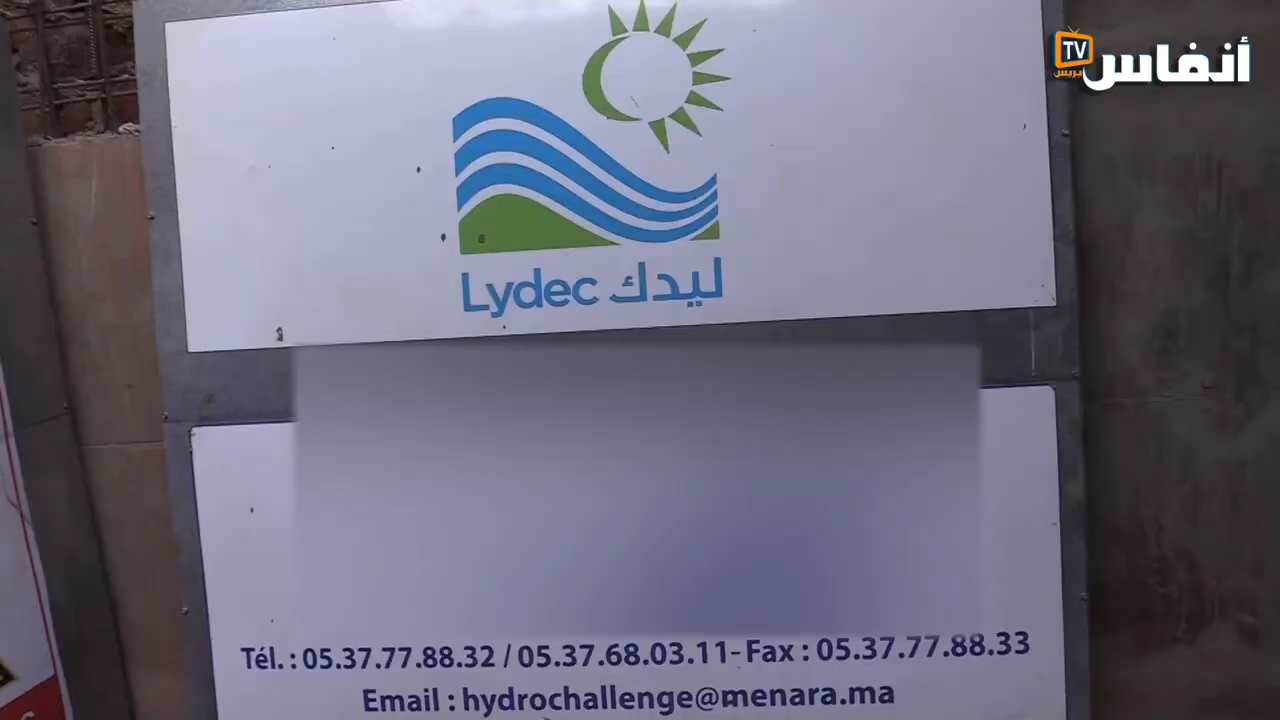 أنفاس
TV
بريس
Lydec ليدك
Tél. : 05.37.77.88.32 / 05.37.68.03.11- Fax : 05.37.77.88.33
Email : hydrochallenge@menara.ma